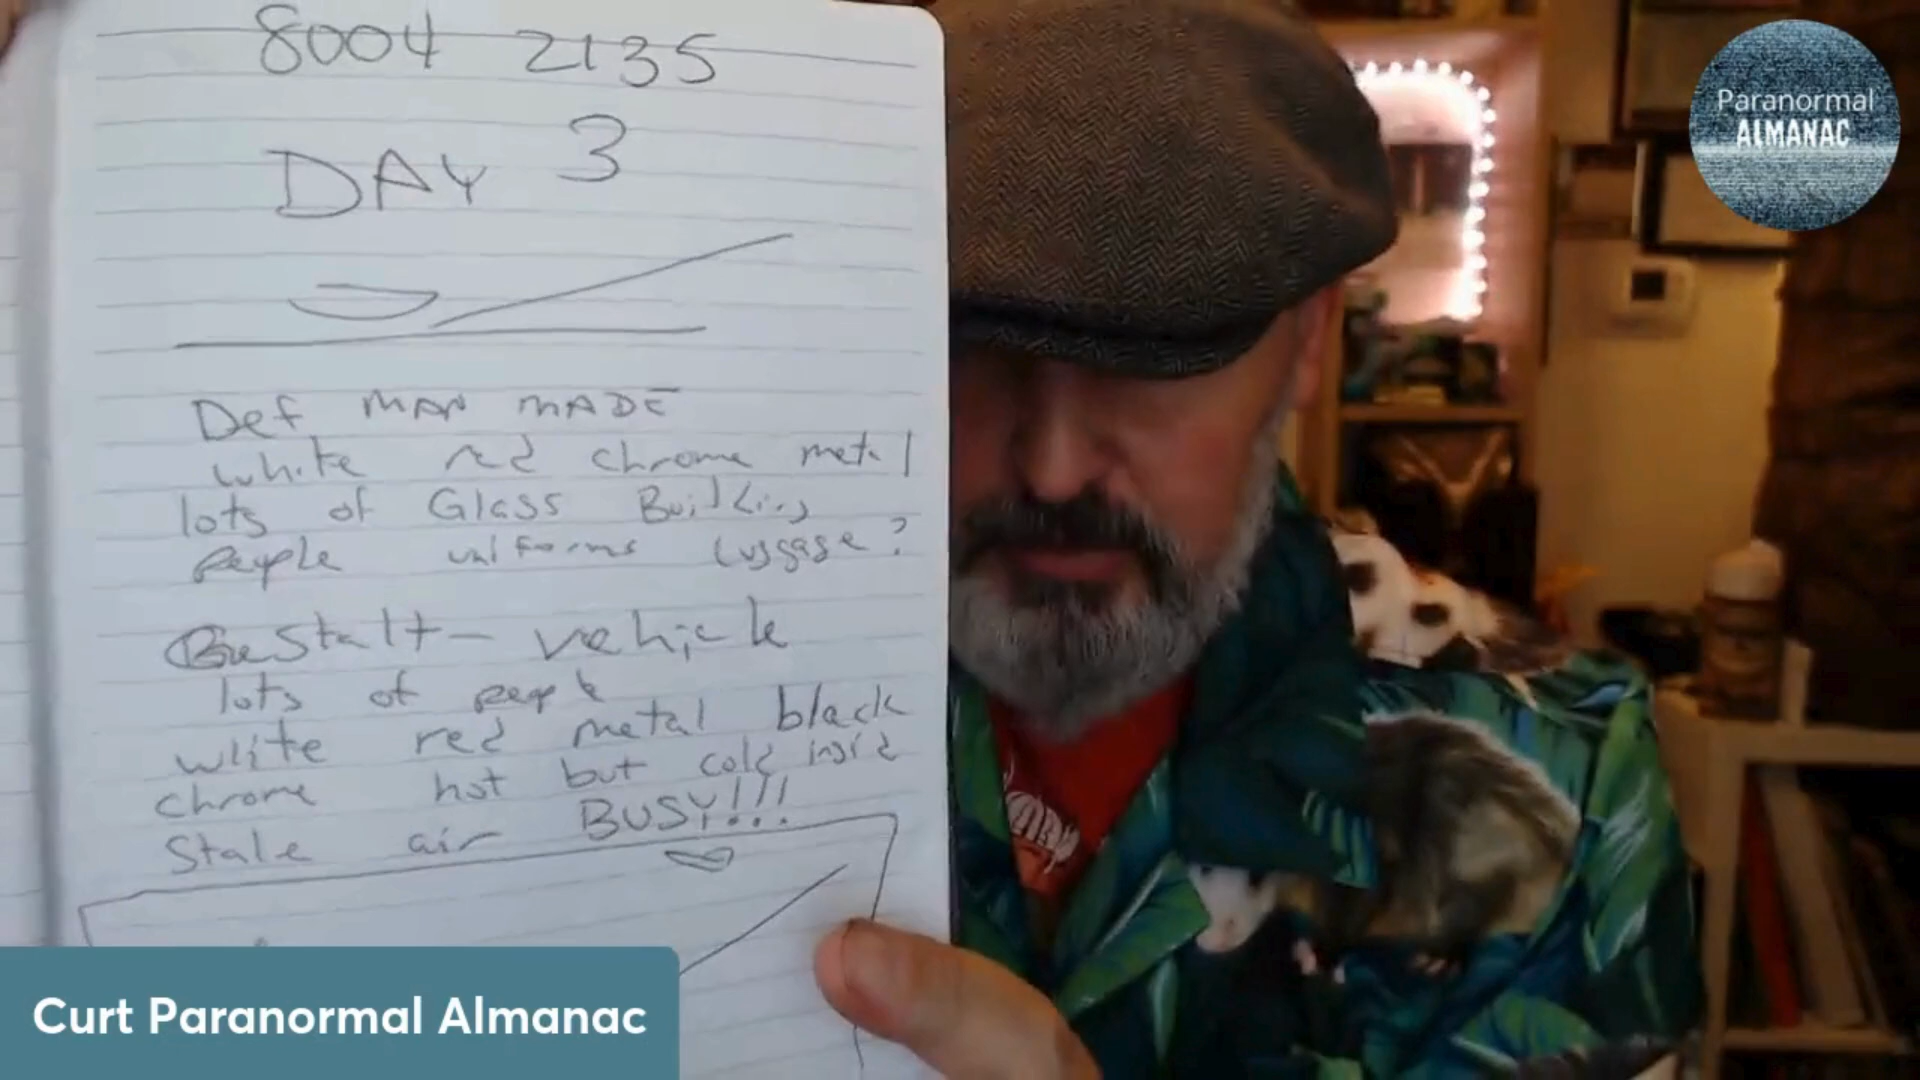 8004 2135
DAY 3
Def MAN MADE
white red chrome metal
lots of Glass Building
people uniforms Luggage?
Gestalt - vehicle
lots of people
white red metal black
chrome hot but cold inside
Stale air BUSY!!!
Paranormal
ALMANAC
Curt Paranormal Almanac